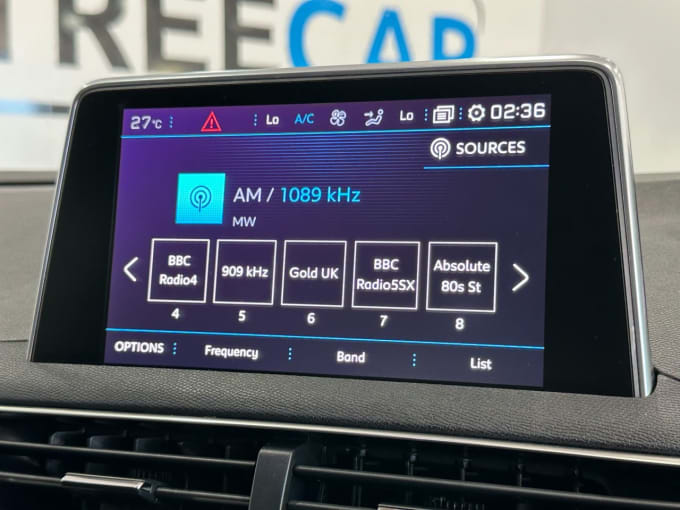 REECAR
27°C Lo A/C Lo 02:36
SOURCES
AM / 1089 kHz
MW
BBC Radio4
909 kHz
Gold UK
BBC Radio5SX
Absolute 80s St
4 5 6 7 8
OPTIONS Frequency Band List